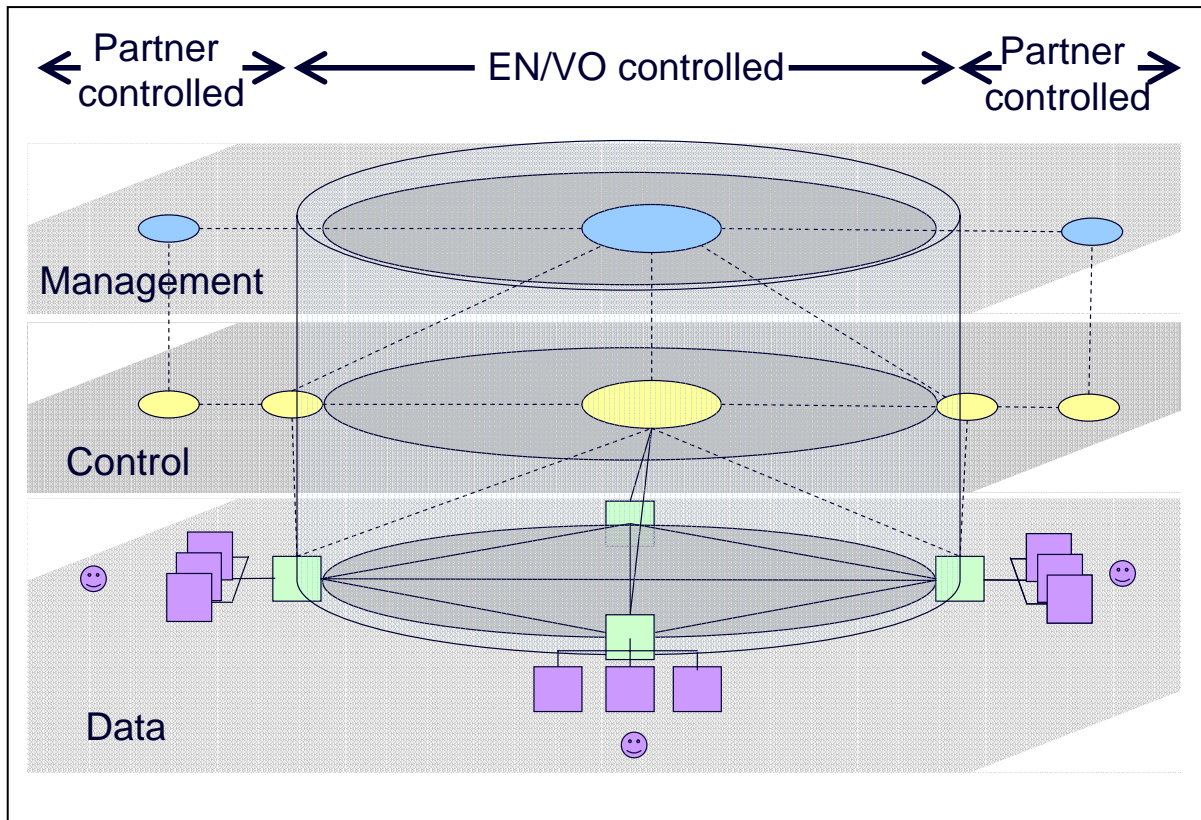 Partner
controlled
EN/VO controlled
Partner
controlled
Management
Control
Data